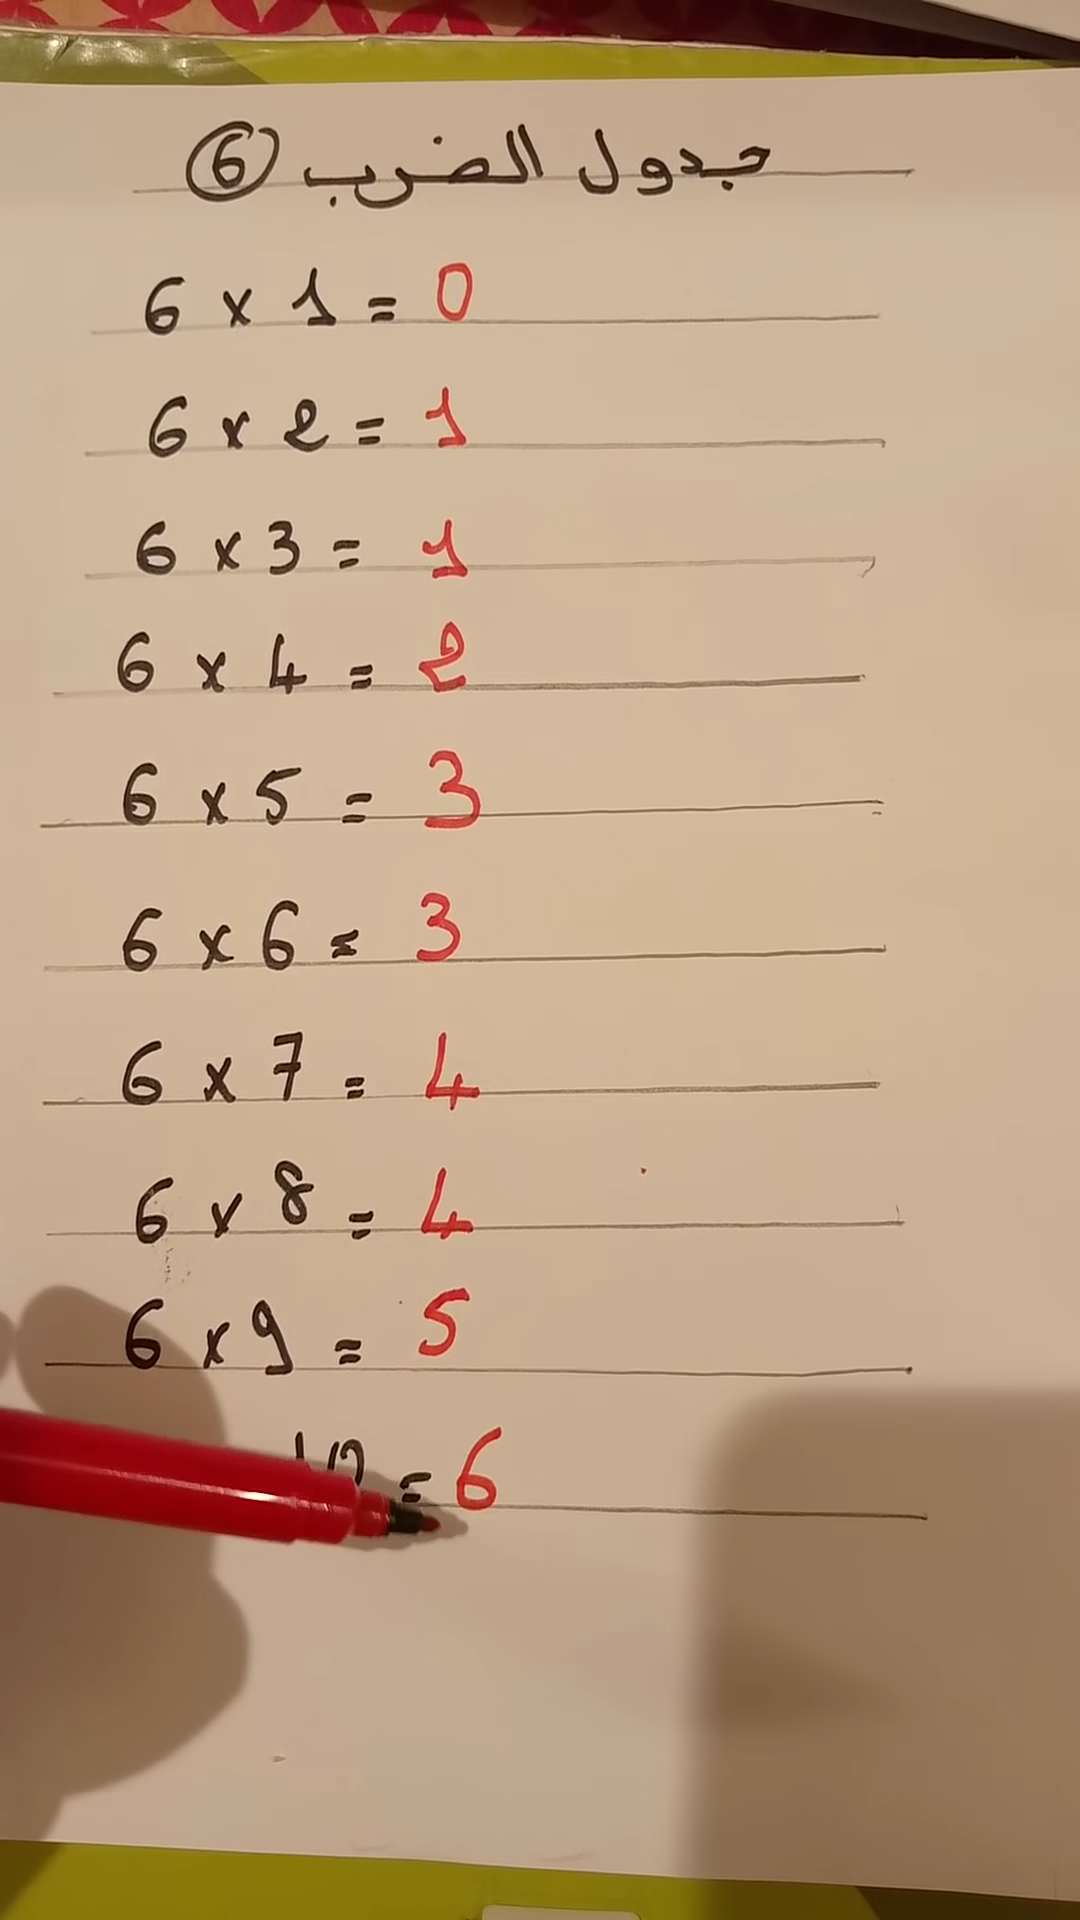 جدول الضرب 6
6 x 1 = 0
6 x 2 = 1
6 x 3 = 1
6 x 4 = 2
6 x 5 = 3
6 x 6 = 3
6 x 7 = 4
6 x 8 = 4
6 x 9 = 5
10 = 6